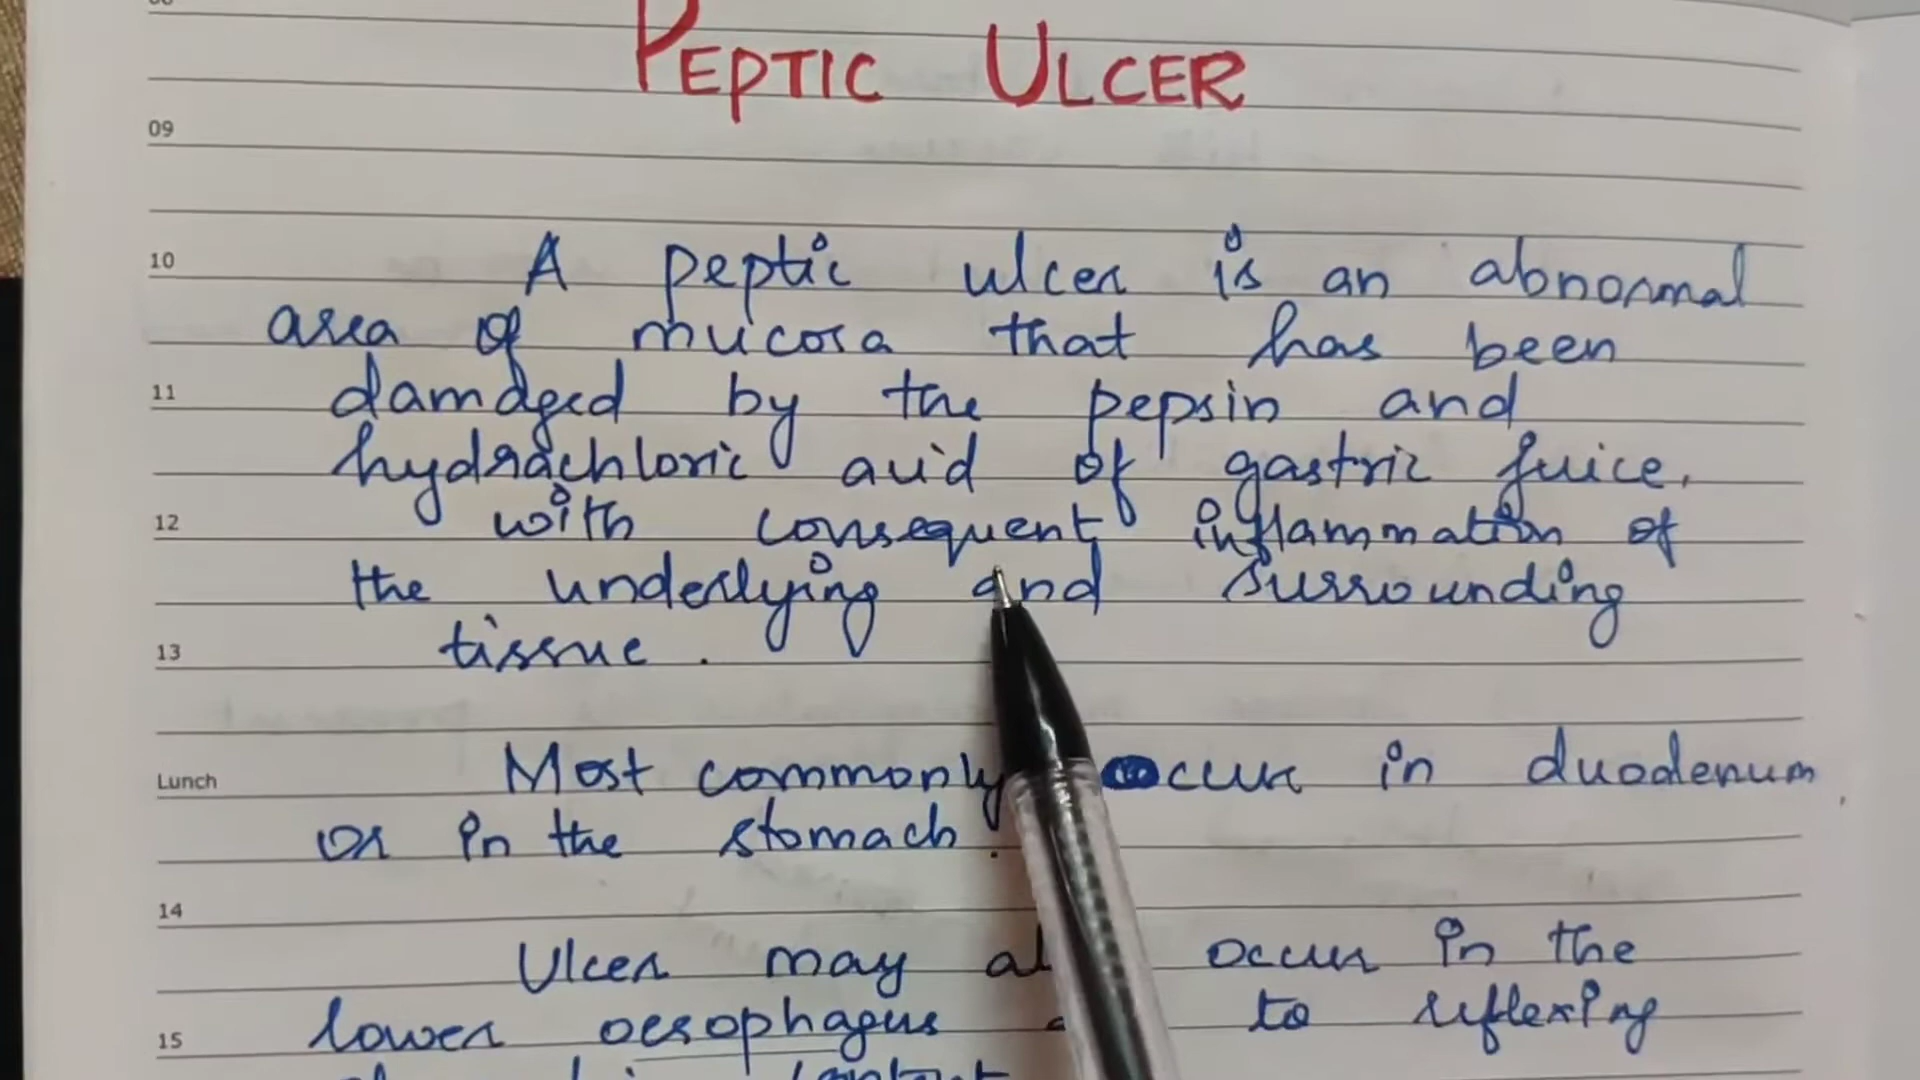 PEPTIC ULCER
09
10 A peptic ulcer is an abnormal
area of mucosa that has been
11 damaged by the pepsin and
hydrachloric acid of gastric juice,
12 with consequent inflammation of
the underlying and surrounding
13 tissue.
Lunch Most commonly occur in duodenum
or in the stomach.
14
Ulcer may occur in the
15 lower oesophagus to reflexing